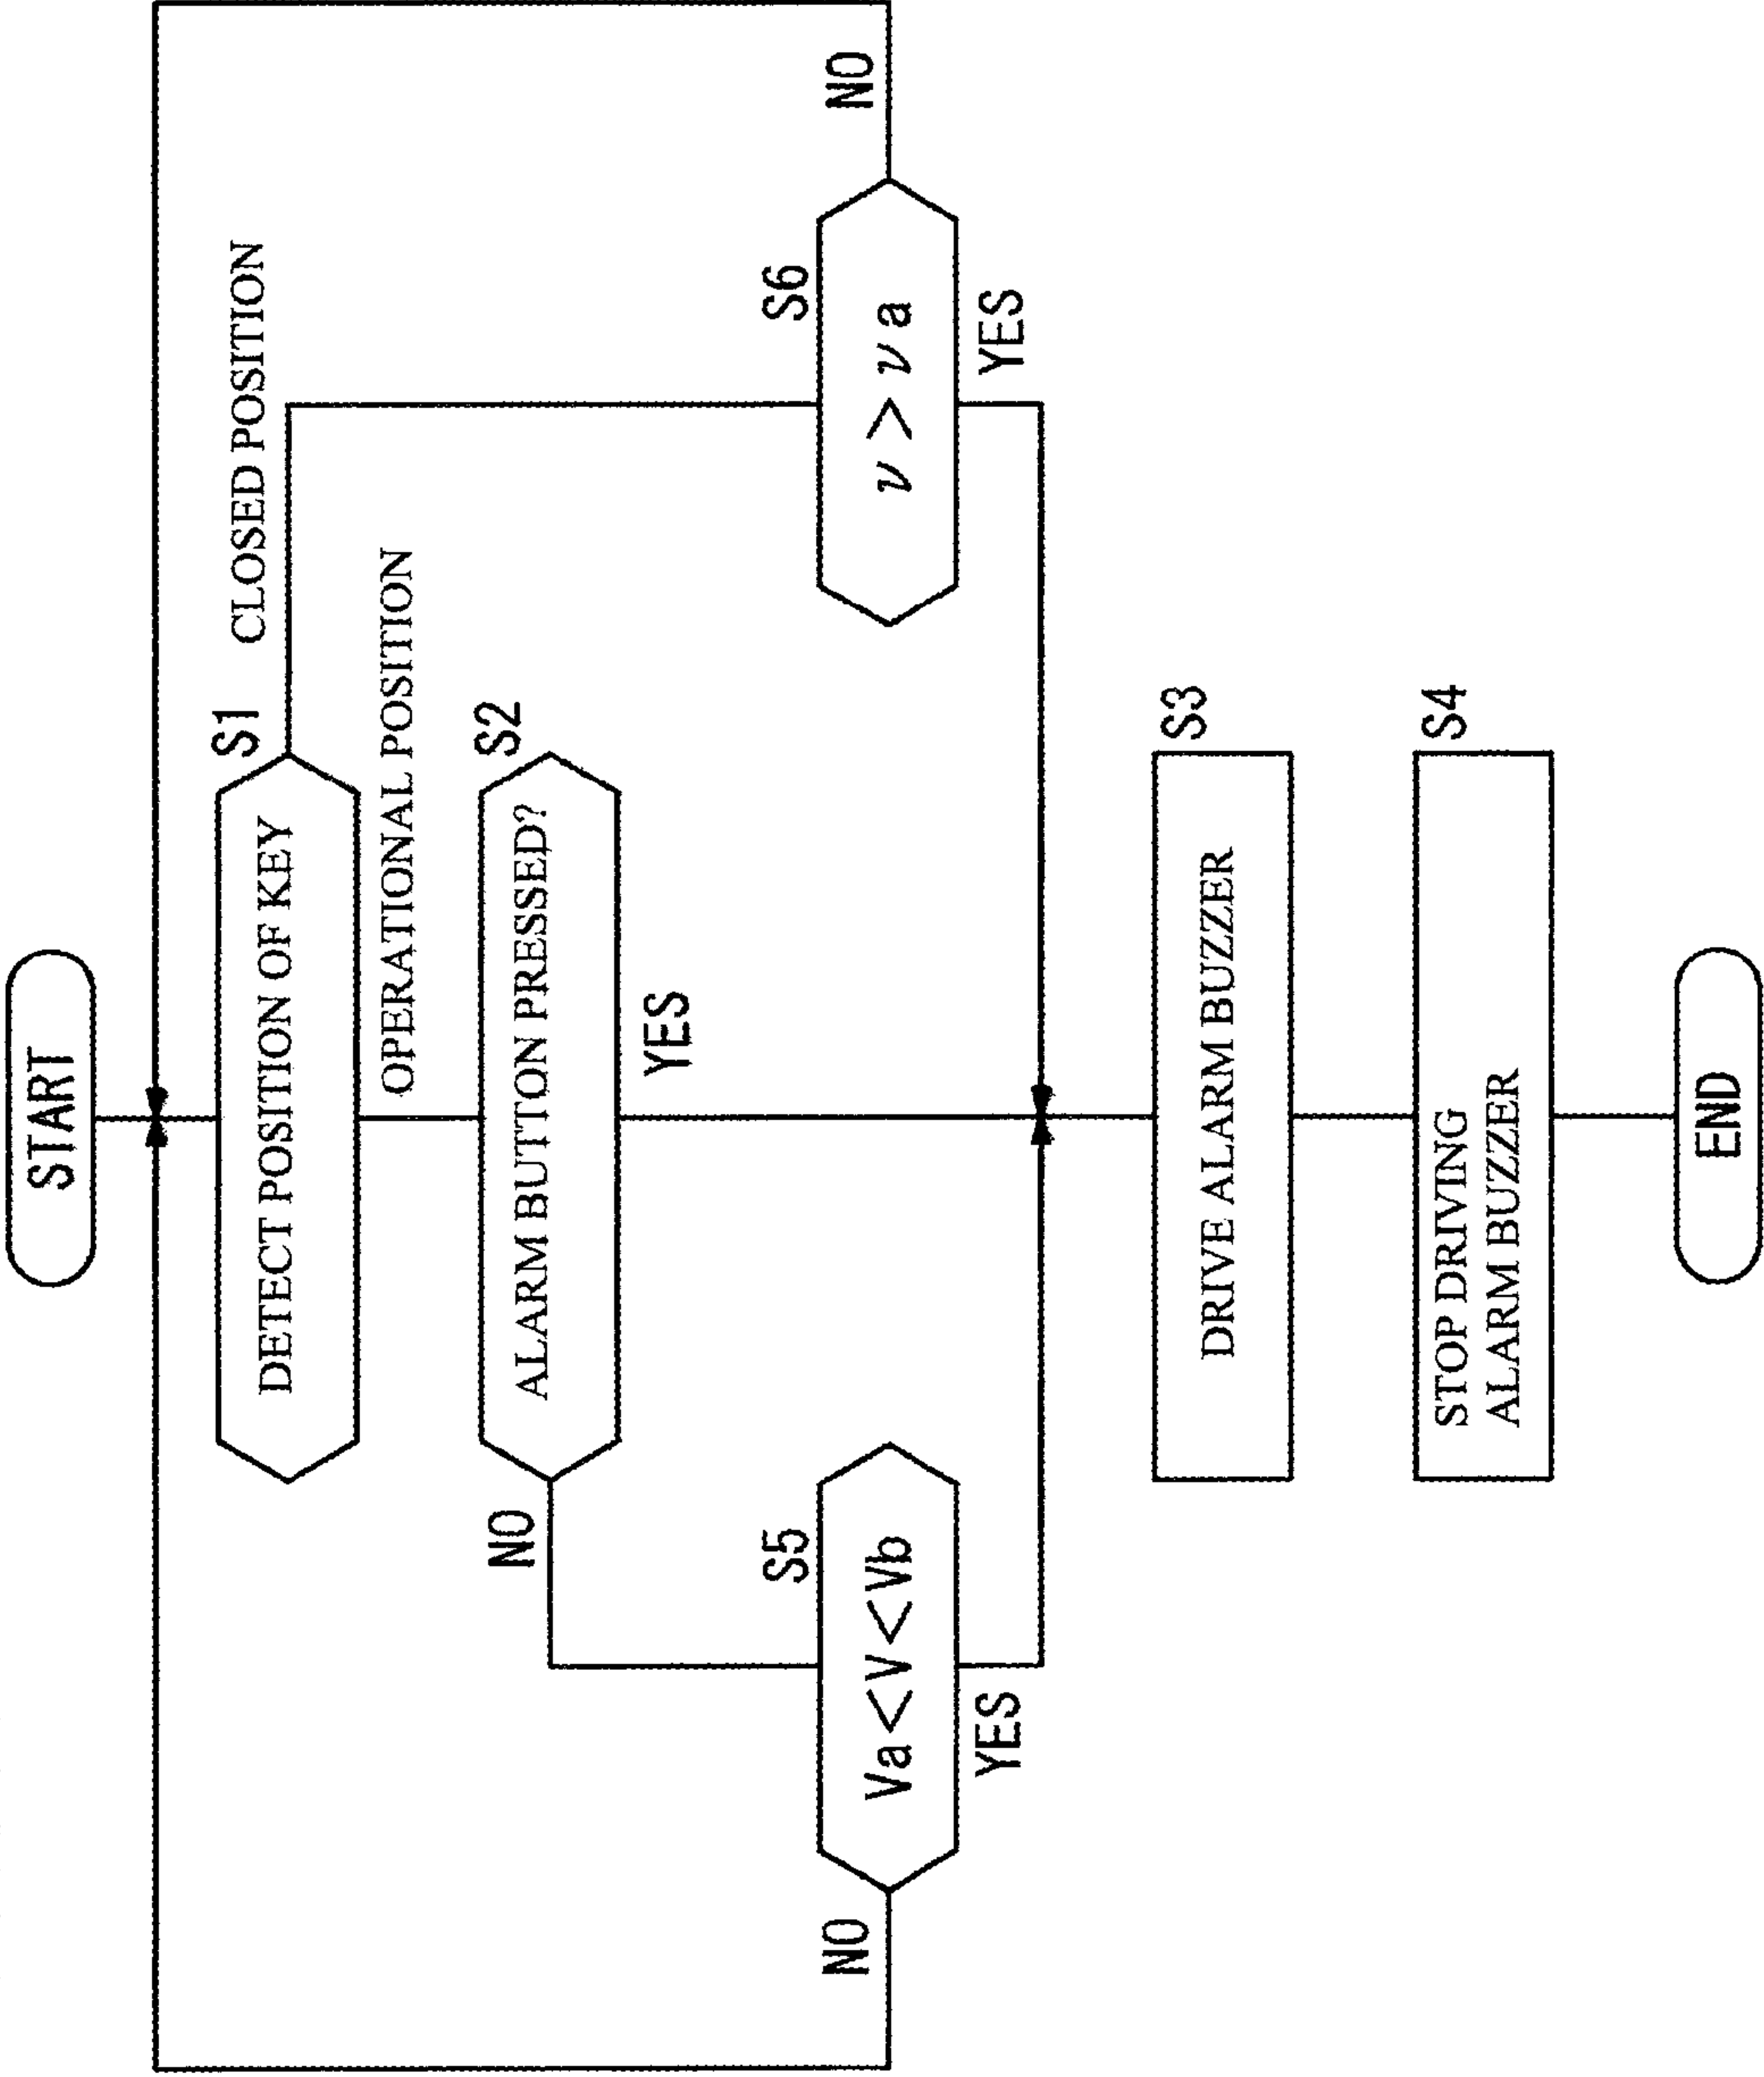 START
S1
DETECT POSITION OF KEY
CLOSED POSITION
OPERATIONAL POSITION
S2
ALARM BUTTON PRESSED?
NO
YES
S5
Va<V<Vb
NO
YES
S6
ν>νa
NO
YES
S3
DRIVE ALARM BUZZER
S4
STOP DRIVING
ALARM BUZZER
END